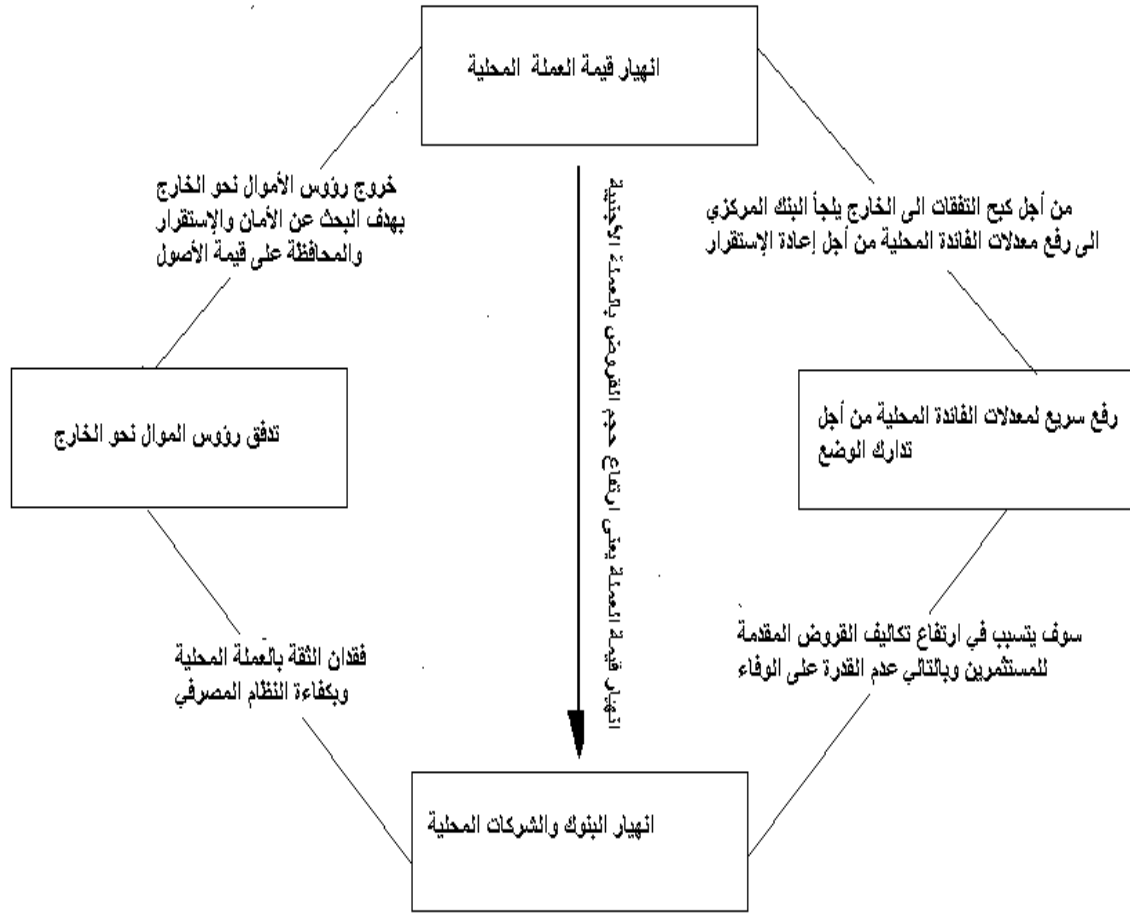 انهيار قيمة العملة المحلية
من أجل كبح التفقات الى الخارج يلجأ البنك المركزي
الى رفع معدلات الفائدة المحلية من أجل إعادة الإستقرار
خروج رؤوس الأموال نحو الخارج
بهدف البحث عن الأمان والإستقرار
والمحافظة على قيمة الأصول
انهيار قيمة العملة يعني ارتفاع حجم القروض بالعملة الأجنبية
رفع سريع لمعدلات الفائدة المحلية من أجل
تدارك الوضع
تدفق رؤوس الموال نحو الخارج
سوف يتسبب في ارتفاع تكاليف القروض المقدمة
للمستثمرين وبالتالي عدم القدرة على الوفاء
فقدان الثقة بالعملة المحلية
وبكفاءة النظام المصرفي
انهيار البنوك والشركات المحلية